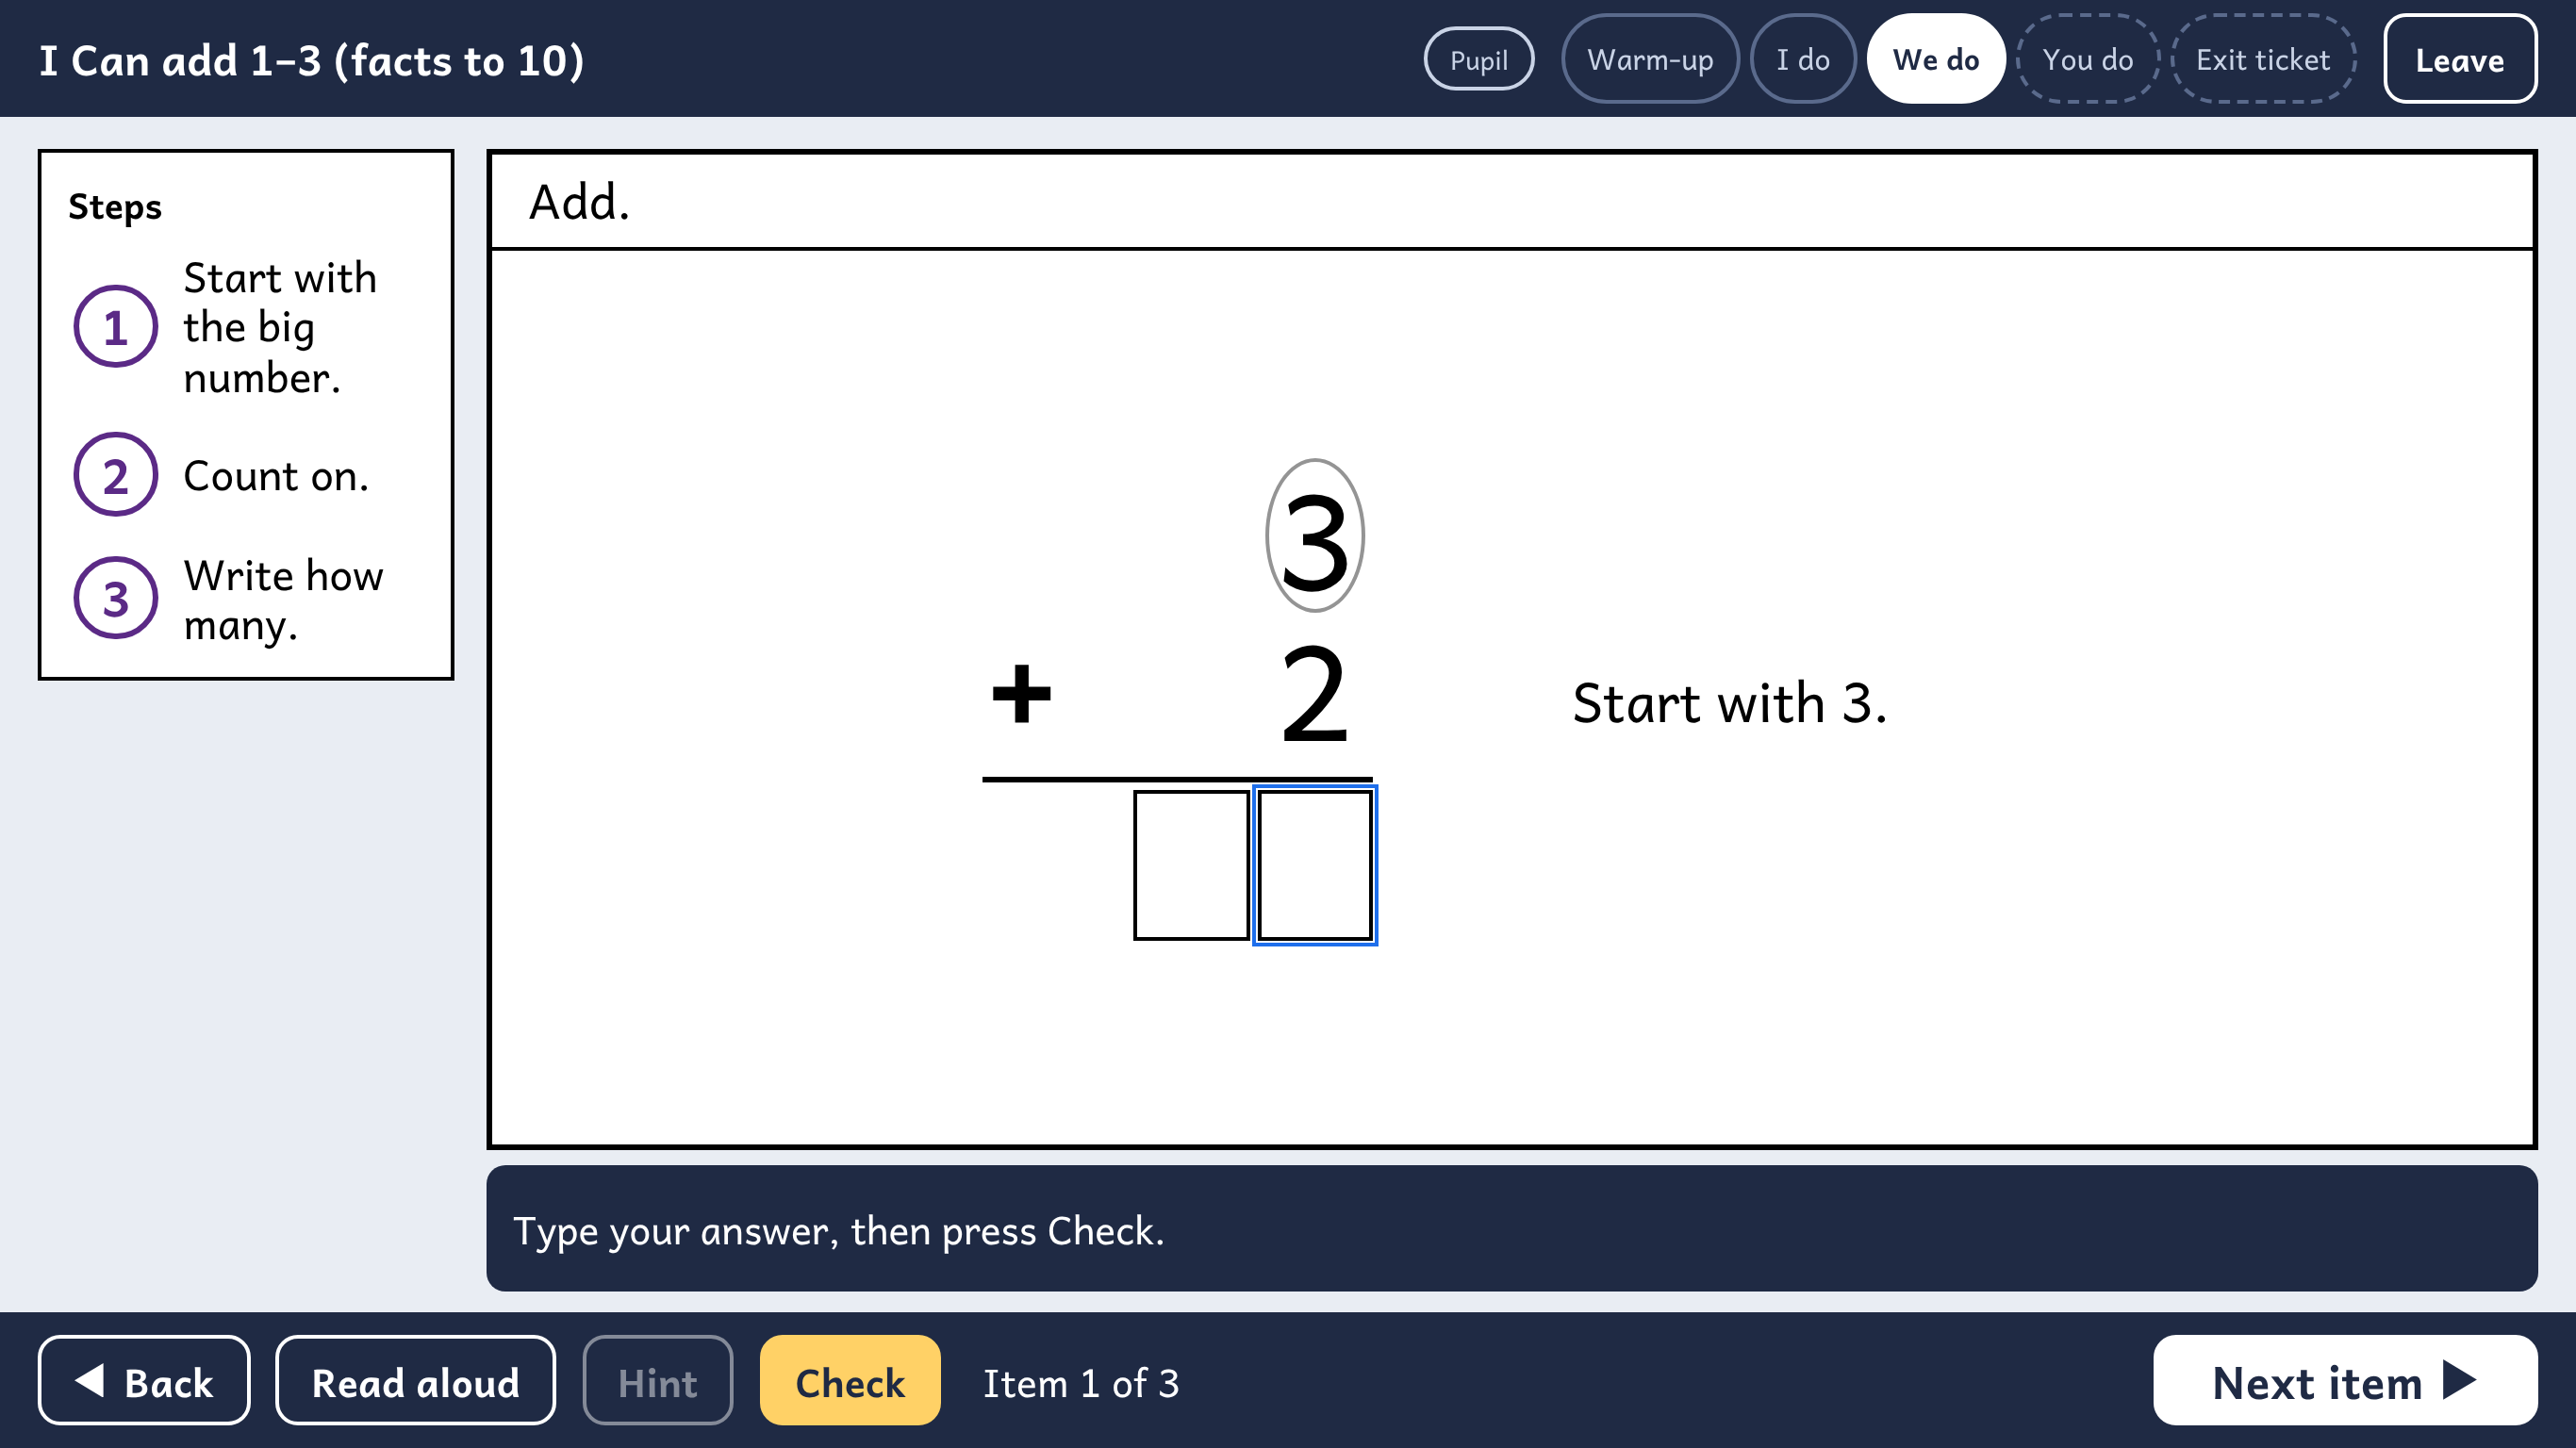 I Can add 1–3 (facts to 10)
Pupil
Warm-up
I do
We do
You do
Exit ticket
Leave
Steps
1
Start with
the big
number.
2
Count on.
3
Write how
many.
Add.
3
+ 2
Start with 3.
Type your answer, then press Check.
Back
Read aloud
Hint
Check
Item 1 of 3
Next item